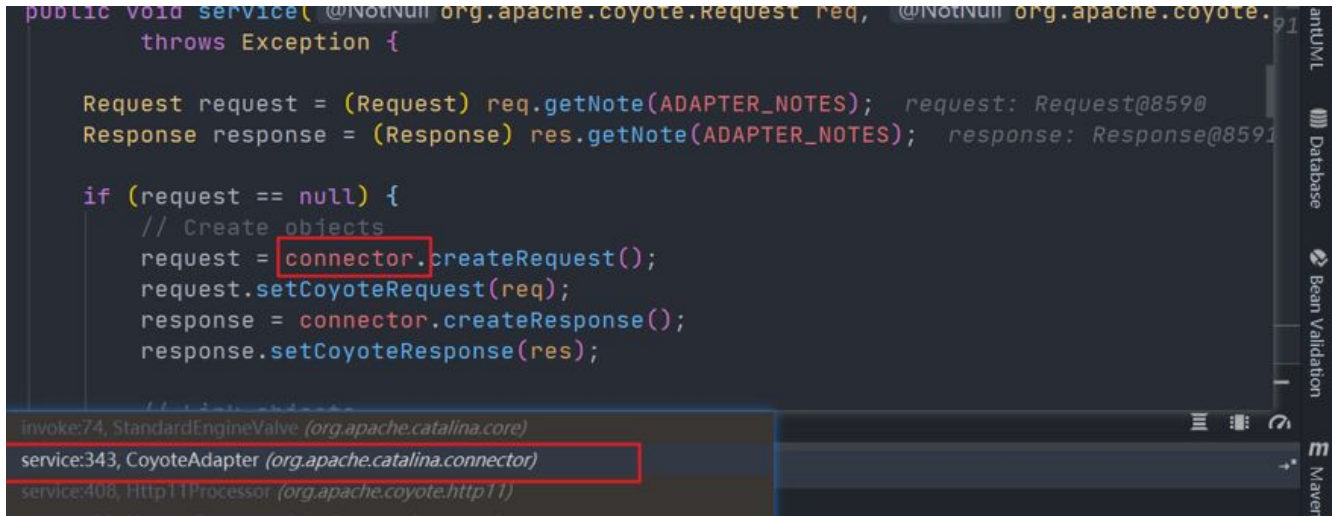 public void service( @NotNull org.apache.coyote.Request req, @NotNull org.apache.coyote.
91
throws Exception {
Request request = (Request) req.getNote(ADAPTER_NOTES); request: Request@8590
Response response = (Response) res.getNote(ADAPTER_NOTES); response: Response@8591
if (request == null) {
// Create objects
request = connector.createRequest();
request.setCoyoteRequest(req);
response = connector.createResponse();
response.setCoyoteResponse(res);
// Link objects
invoke:74, StandardEngineValve (org.apache.catalina.core)
service:343, CoyoteAdapter (org.apache.catalina.connector)
service:408, Http11Processor (org.apache.coyote.http11)
antUML
Database
Bean Validation
m Maven